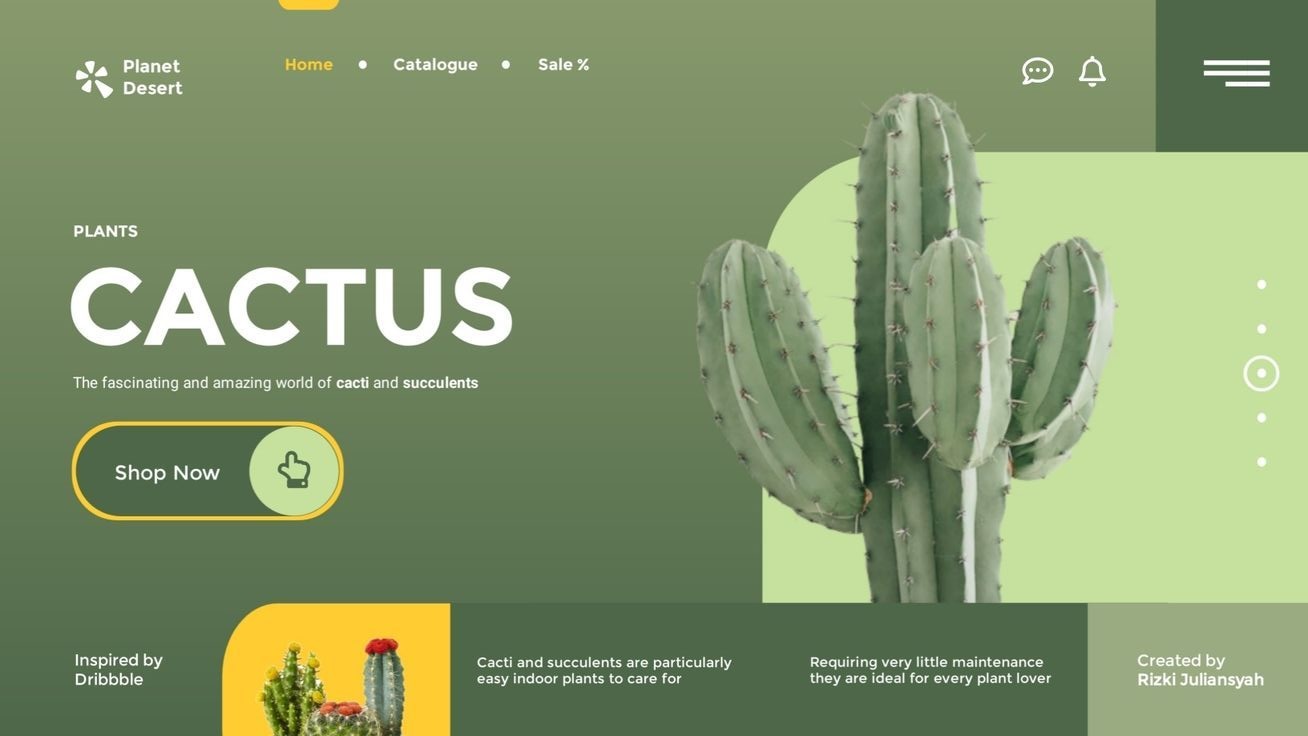 Planet
Desert
Home
Catalogue
Sale %
PLANTS
CACTUS
The fascinating and amazing world of cacti and succulents
Shop Now
Inspired by
Dribbble
Cacti and succulents are particularly
easy indoor plants to care for
Requiring very little maintenance
they are ideal for every plant lover
Created by
Rizki Juliansyah